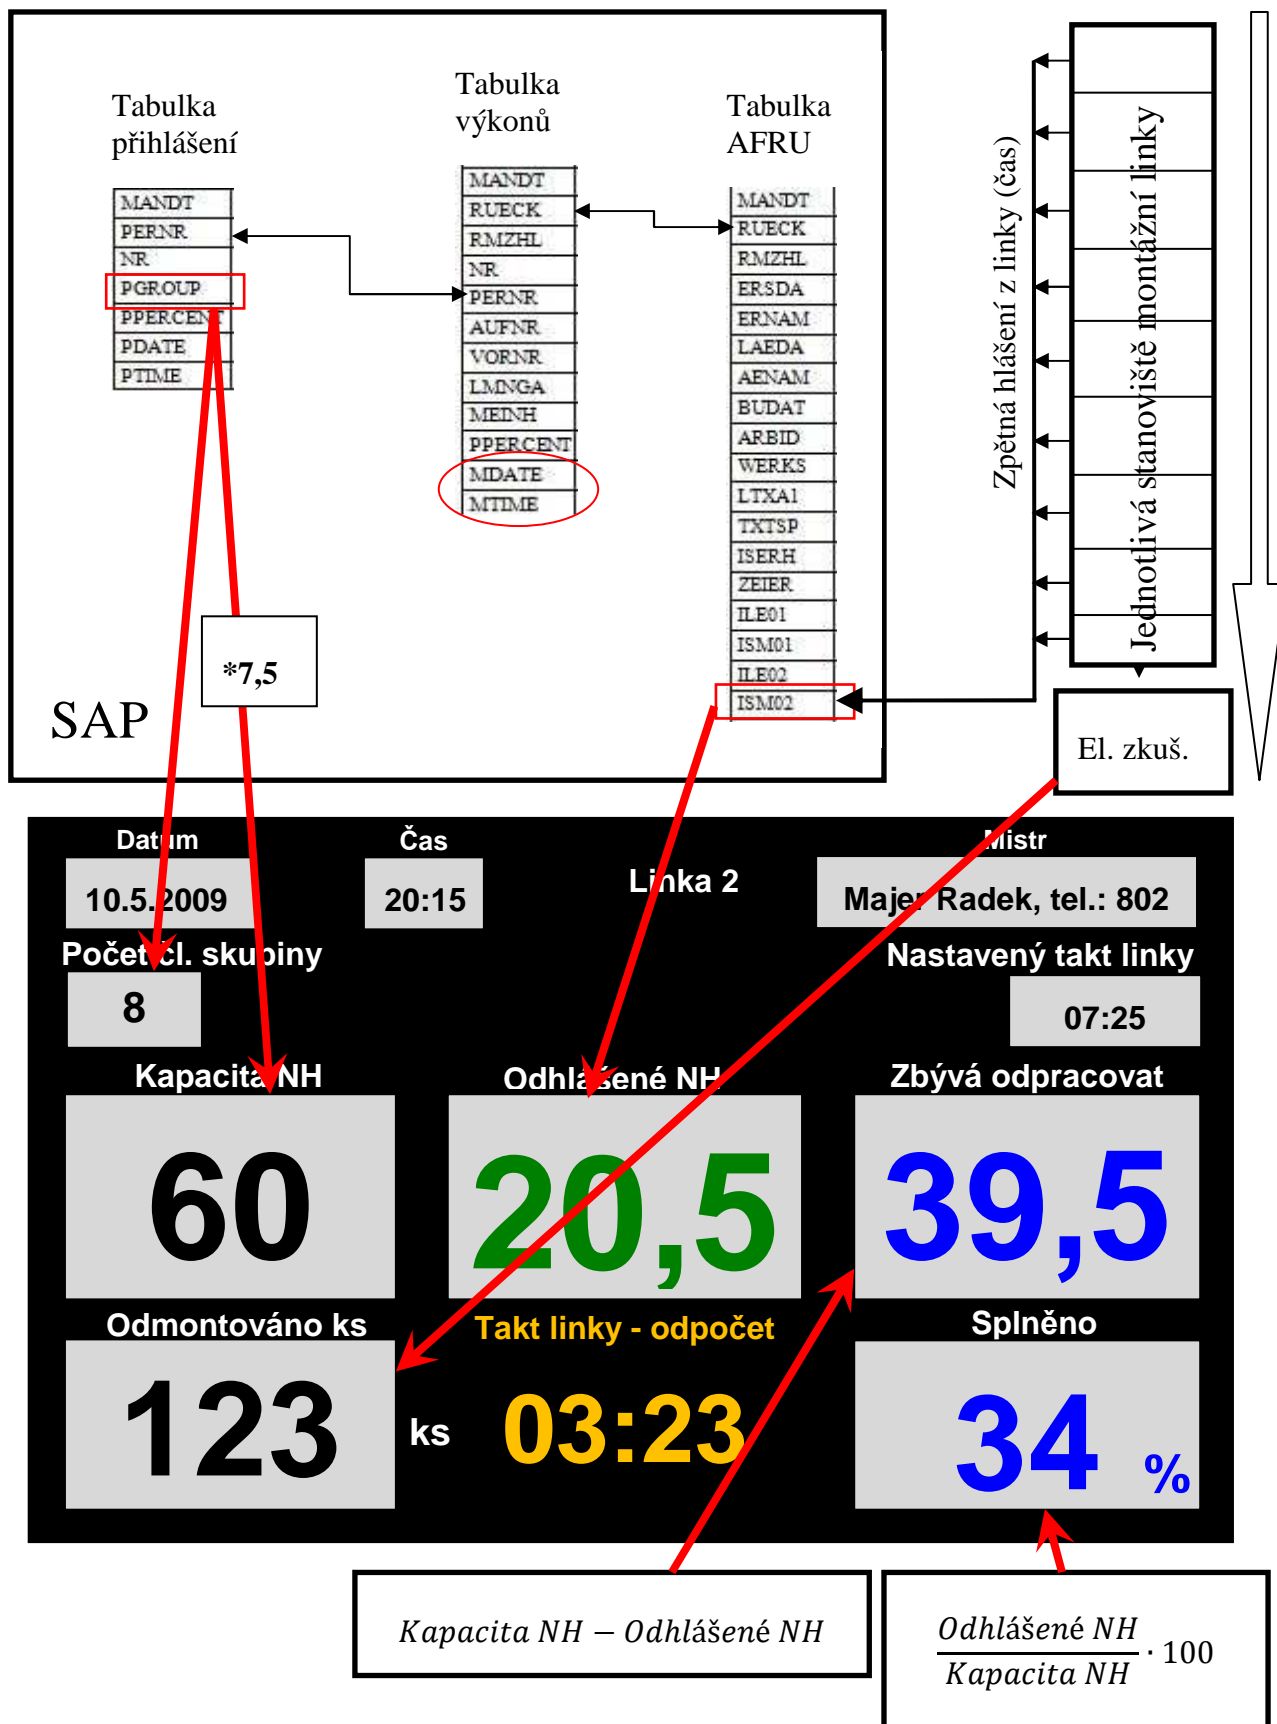 Tabulka
přihlášení
MANDT
PERNR
NR
PGROUP
PPERCENT
PDATE
PTIME
Tabulka
výkonů
MANDT
RUECK
RMZHL
NR
PERNR
AUFNR
VORNR
LMNGA
MEINH
PPERCENT
MDATE
MTIME
Tabulka
AFRU
MANDT
RUECK
RMZHL
ERSDA
ERNAM
LAEDA
AENAM
BUDAT
ARBID
WERKS
LTXA1
TXTSP
ISERH
ZEIER
ILE01
ISM01
ILE02
ISM02
Zpětná hlášení z linky (čas)
Jednotlivá stanoviště montážní linky
*7,5
SAP
El. zkuš.
Datum
Čas
Mistr
10.5.2009
20:15
Linka 2
Majer Radek, tel.: 802
Počet čl. skupiny
Nastavený takt linky
8
07:25
Kapacita NH
Odhlášené NH
Zbývá odpracovat
60
20,5
39,5
Odmontováno ks
Takt linky - odpočet
Splněno
123
ks
03:23
34 %
Kapacita NH − Odhlášené NH
Odhlášené NH
Kapacita NH
· 100